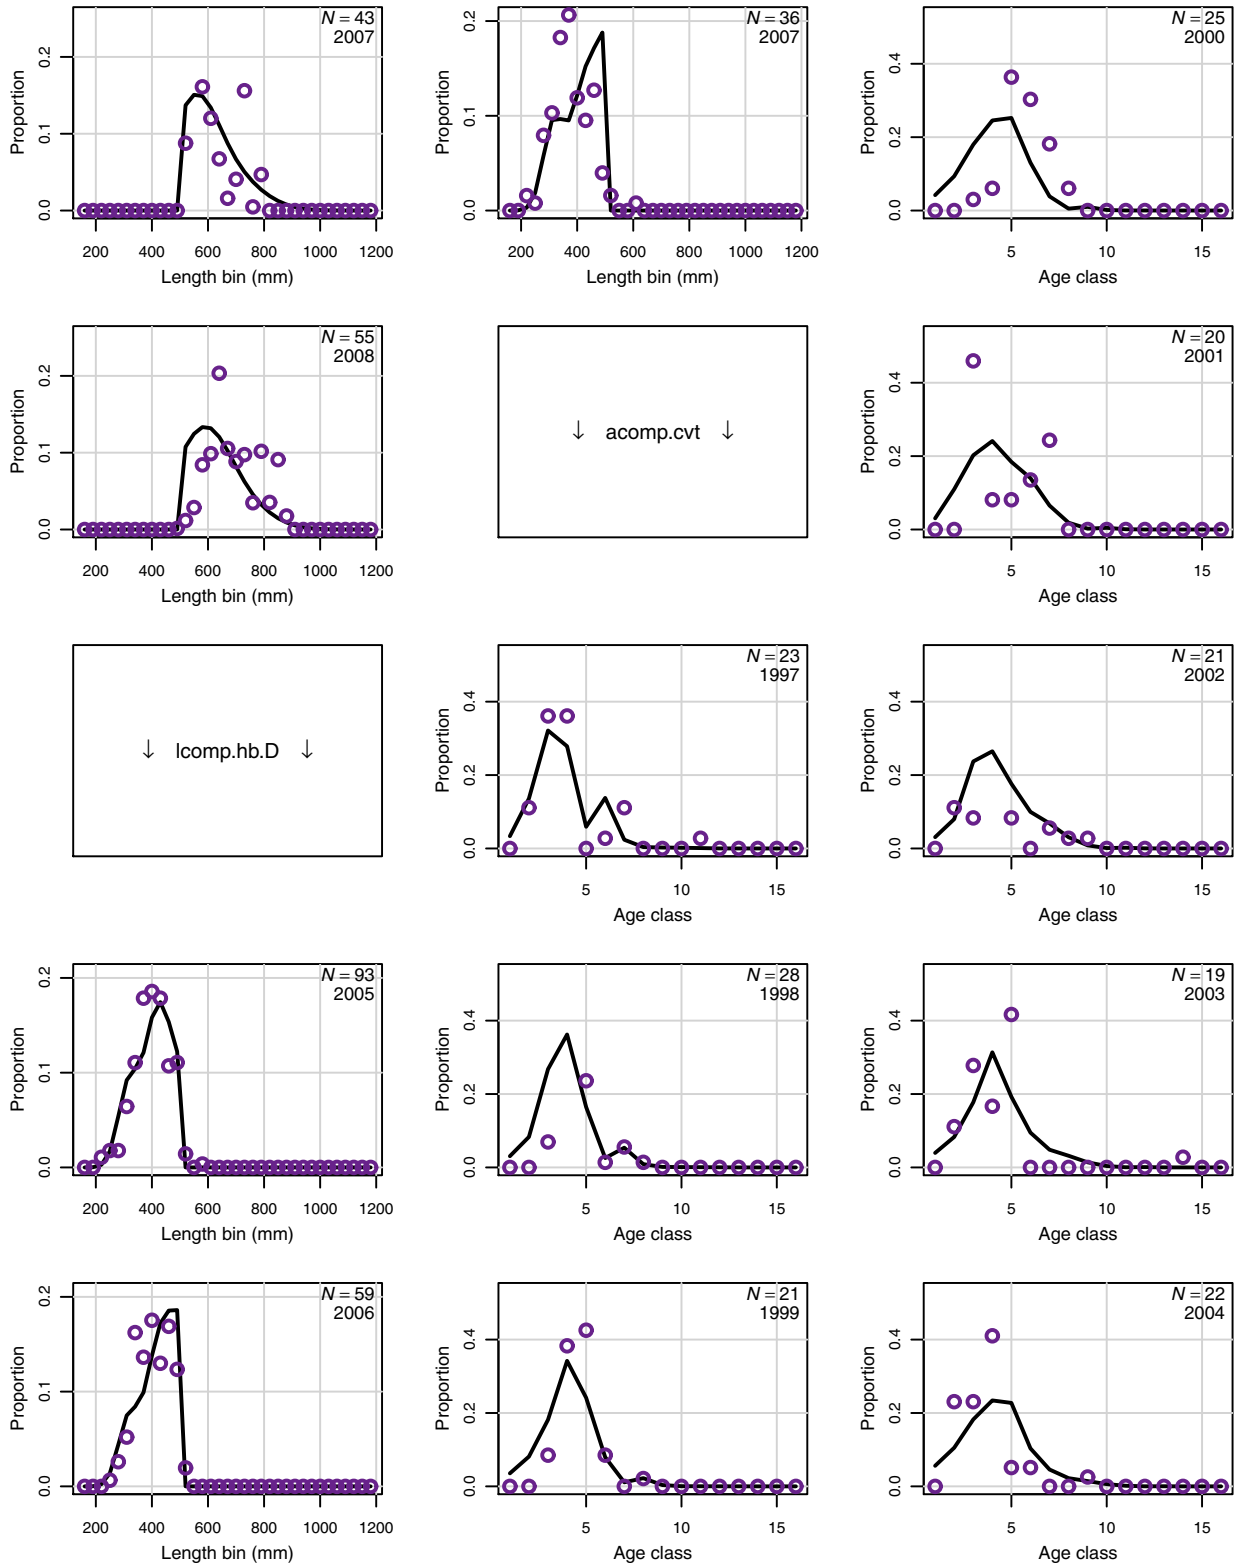 N = 43
2007
Proportion
0.0 0.1 0.2
200 400 600 800 1000 1200
Length bin (mm)
N = 55
2008
Proportion
0.0 0.1 0.2
200 400 600 800 1000 1200
Length bin (mm)
↓ lcomp.hb.D ↓
N = 93
2005
Proportion
0.0 0.1 0.2
200 400 600 800 1000 1200
Length bin (mm)
N = 59
2006
Proportion
0.0 0.1 0.2
200 400 600 800 1000 1200
Length bin (mm)
N = 36
2007
Proportion
0.0 0.1 0.2
200 400 600 800 1000 1200
Length bin (mm)
↓ acomp.cvt ↓
N = 23
1997
Proportion
0.0 0.2 0.4
5 10 15
Age class
N = 28
1998
Proportion
0.0 0.2 0.4
5 10 15
Age class
N = 21
1999
Proportion
0.0 0.2 0.4
5 10 15
Age class
N = 25
2000
Proportion
0.0 0.2 0.4
5 10 15
Age class
N = 20
2001
Proportion
0.0 0.2 0.4
5 10 15
Age class
N = 21
2002
Proportion
0.0 0.2 0.4
5 10 15
Age class
N = 19
2003
Proportion
0.0 0.2 0.4
5 10 15
Age class
N = 22
2004
Proportion
0.0 0.2 0.4
5 10 15
Age class